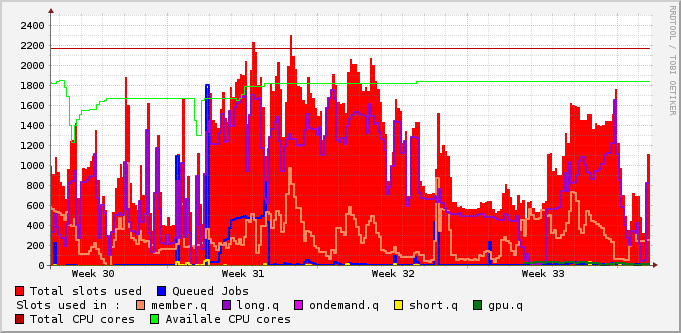 RRDTOOL / TOBI OETIKER
2400
2200
2000
1800
1600
1400
1200
1000
800
600
400
200
0
Week 30 Week 31 Week 32 Week 33
Total slots used Queued Jobs
Slots used in : member.q long.q ondemand.q short.q gpu.q
Total CPU cores Availale CPU cores